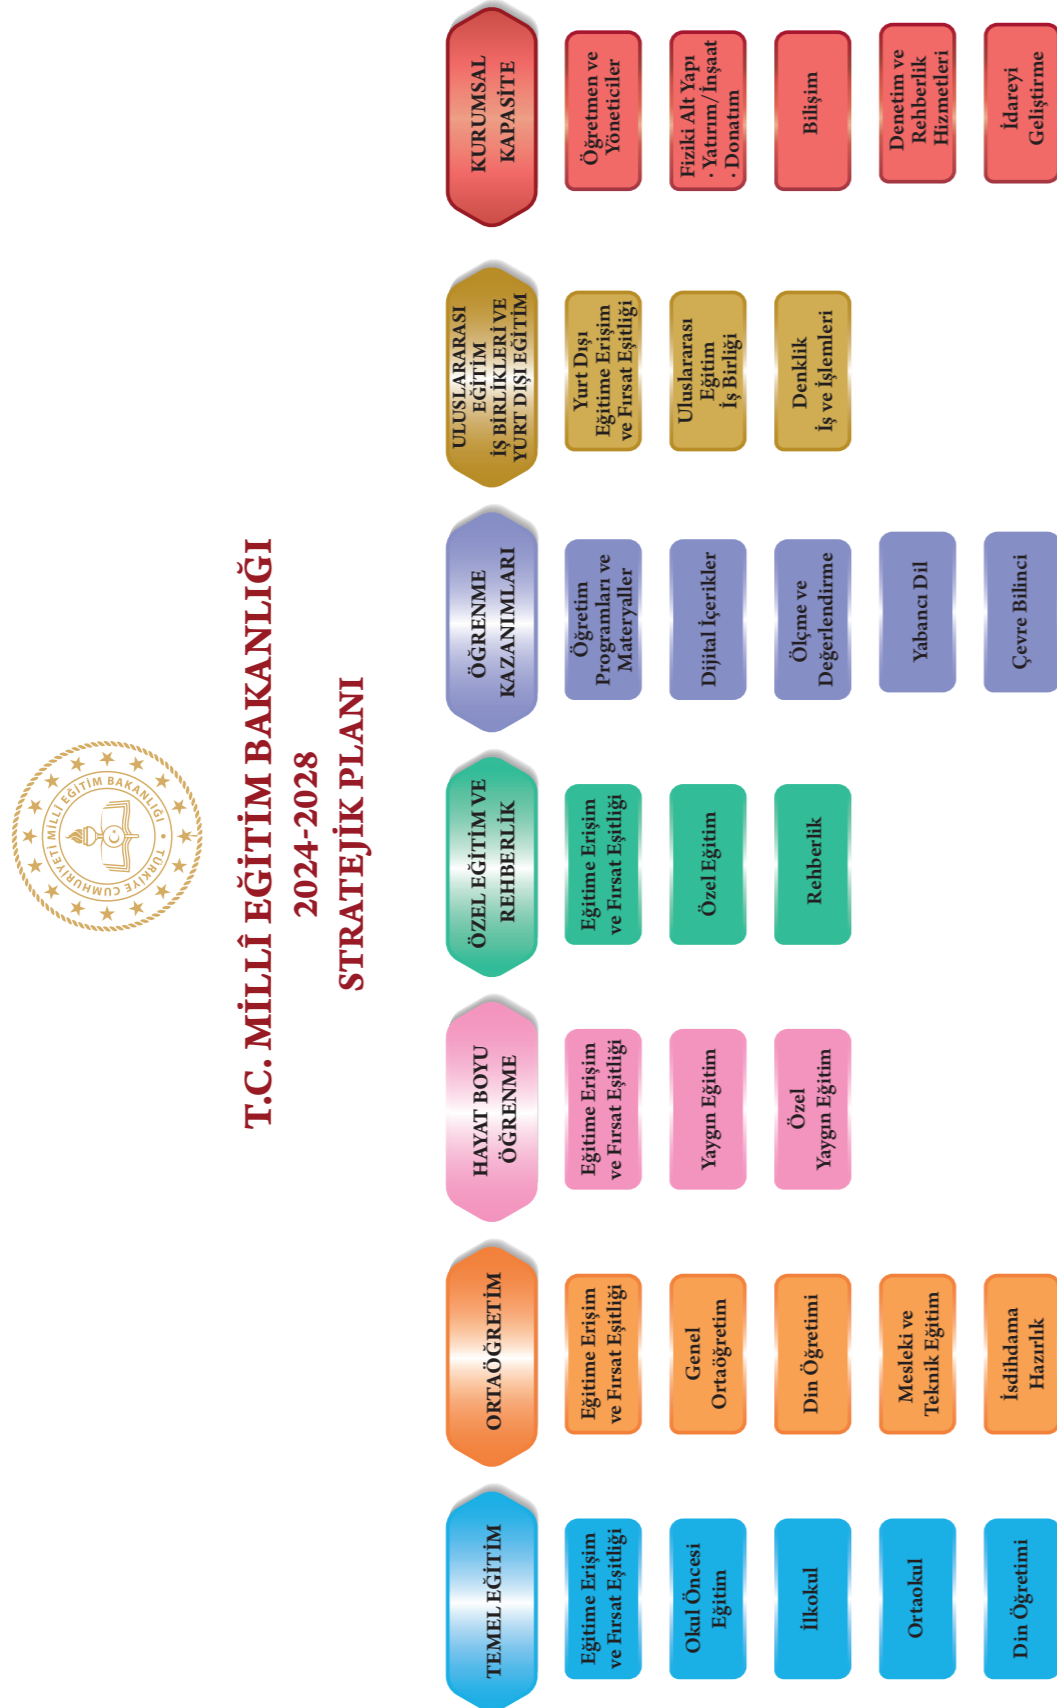 TÜRKİYE CUMHURİYETİ MİLLÎ EĞİTİM BAKANLIĞI
T.C. MİLLÎ EĞİTİM BAKANLIĞI
2024-2028
STRATEJİK PLANI
TEMEL EĞİTİM
Eğitime Erişim
ve Fırsat Eşitliği
Okul Öncesi
Eğitim
İlkokul
Ortaokul
Din Öğretimi
ORTAÖĞRETİM
Eğitime Erişim
ve Fırsat Eşitliği
Genel
Ortaöğretim
Din Öğretimi
Mesleki ve
Teknik Eğitim
İsdihdama
Hazırlık
HAYAT BOYU
ÖĞRENME
Eğitime Erişim
ve Fırsat Eşitliği
Yaygın Eğitim
Özel
Yaygın Eğitim
ÖZEL EĞİTİM VE
REHBERLİK
Eğitime Erişim
ve Fırsat Eşitliği
Özel Eğitim
Rehberlik
ÖĞRENME
KAZANIMLARI
Öğretim
Programları ve
Materyaller
Dijital İçerikler
Ölçme ve
Değerlendirme
Yabancı Dil
Çevre Bilinci
ULUSLARARASI
EĞİTİM
İŞ BİRLİKLERİ VE
YURT DIŞI EĞİTİM
Yurt Dışı
Eğitime Erişim
ve Fırsat Eşitliği
Uluslararası
Eğitim
İş Birliği
Denklik
İş ve İşlemleri
KURUMSAL
KAPASİTE
Öğretmen ve
Yöneticiler
Fiziki Alt Yapı
· Yatırım/İnşaat
· Donatım
Bilişim
Denetim ve
Rehberlik
Hizmetleri
İdareyi
Geliştirme